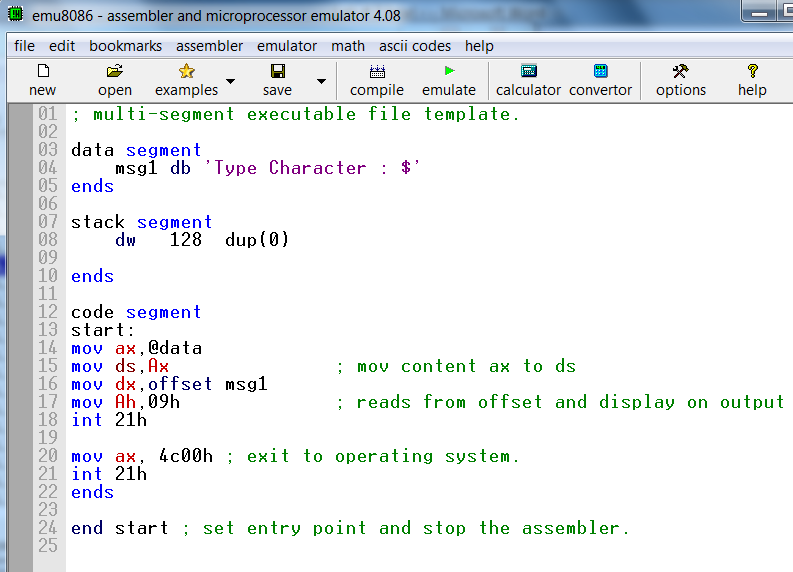 emu8086 - assembler and microprocessor emulator 4.08
file edit bookmarks assembler emulator math ascii codes help
new open examples save compile emulate calculator convertor options help
01 ; multi-segment executable file template.
02
03 data segment
04     msg1 db 'Type Character : $'
05 ends
06
07 stack segment
08     dw   128  dup(0)
09
10 ends
11
12 code segment
13 start:
14 mov ax,@data
15 mov ds,Ax               ; mov content ax to ds
16 mov dx,offset msg1
17 mov Ah,09h              ; reads from offset and display on output
18 int 21h
19
20 mov ax, 4c00h ; exit to operating system.
21 int 21h
22 ends
23
24 end start ; set entry point and stop the assembler.
25